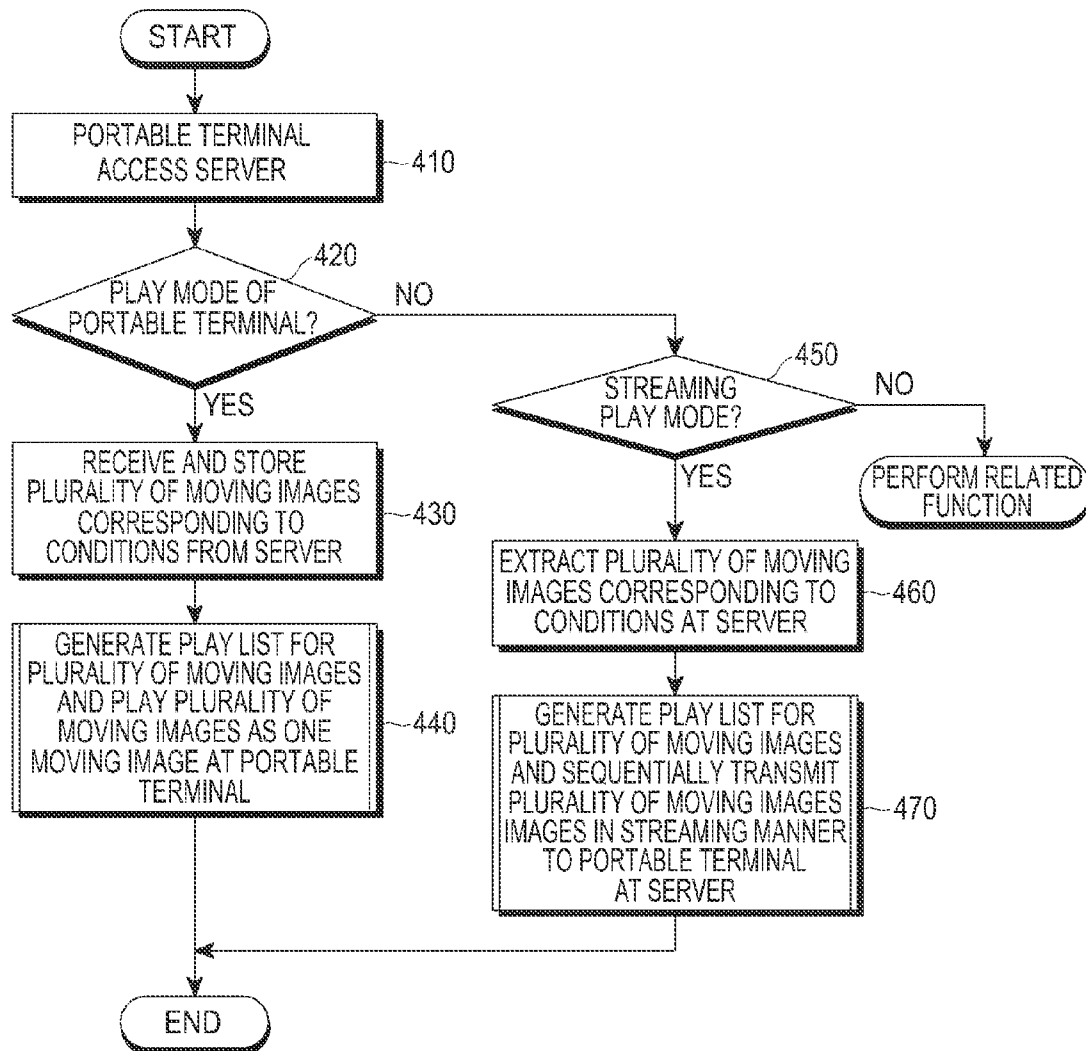 START
PORTABLE TERMINAL
ACCESS SERVER
410
420
PLAY MODE OF
PORTABLE TERMINAL?
NO
YES
450
STREAMING
PLAY MODE?
NO
YES
PERFORM RELATED
FUNCTION
RECEIVE AND STORE
PLURALITY OF MOVING IMAGES
CORRESPONDING TO
CONDITIONS FROM SERVER
430
EXTRACT PLURALITY OF MOVING
IMAGES CORRESPONDING TO
CONDITIONS AT SERVER
460
GENERATE PLAY LIST FOR
PLURALITY OF MOVING IMAGES
AND PLAY PLURALITY OF
MOVING IMAGES AS ONE
MOVING IMAGE AT PORTABLE
TERMINAL
440
GENERATE PLAY LIST FOR
PLURALITY OF MOVING IMAGES
AND SEQUENTIALLY TRANSMIT
PLURALITY OF MOVING IMAGES
IMAGES IN STREAMING MANNER
TO PORTABLE TERMINAL
AT SERVER
470
END